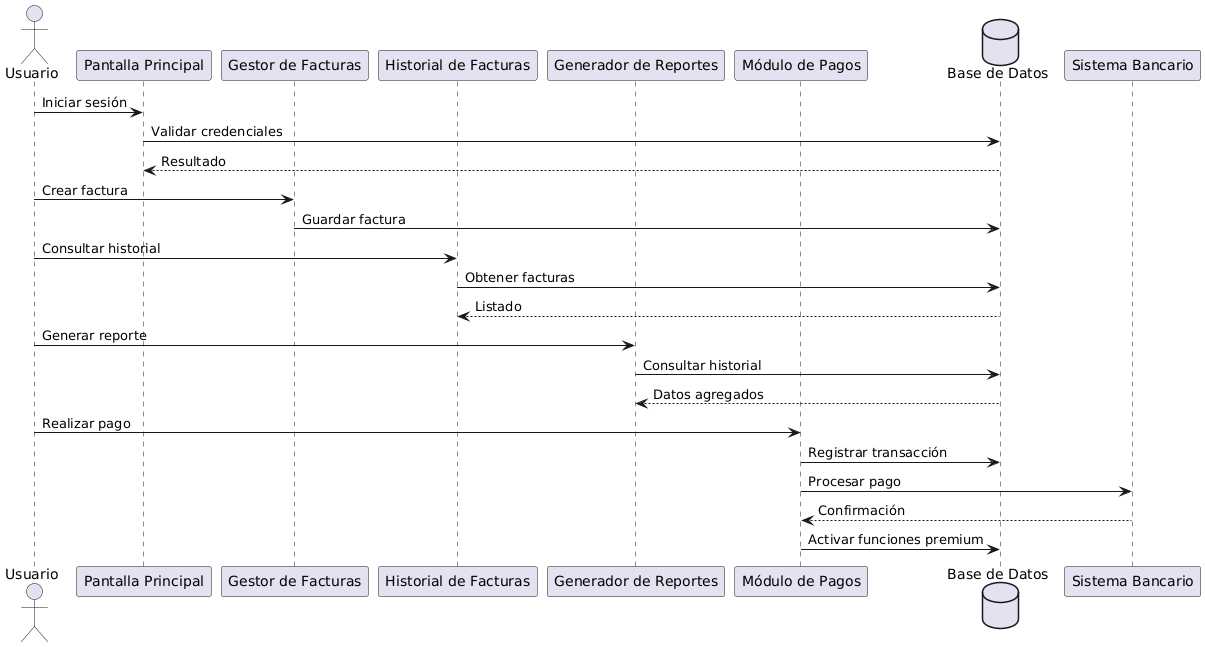 Usuario
Pantalla Principal
Gestor de Facturas
Historial de Facturas
Generador de Reportes
Módulo de Pagos
Base de Datos
Sistema Bancario
Iniciar sesión
Validar credenciales
Resultado
Crear factura
Guardar factura
Consultar historial
Obtener facturas
Listado
Generar reporte
Consultar historial
Datos agregados
Realizar pago
Registrar transacción
Procesar pago
Confirmación
Activar funciones premium
Usuario
Pantalla Principal
Gestor de Facturas
Historial de Facturas
Generador de Reportes
Módulo de Pagos
Base de Datos
Sistema Bancario